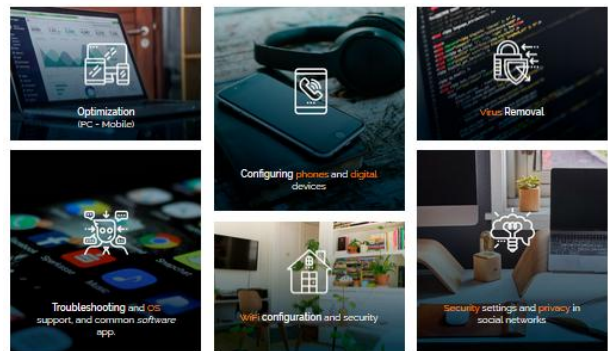 Optimization
(PC - Mobile)
Configuring phones and digital
devices
Virus Removal
Troubleshooting and OS
support, and common software
app.
WiFi configuration and security
Security settings and privacy in
social networks